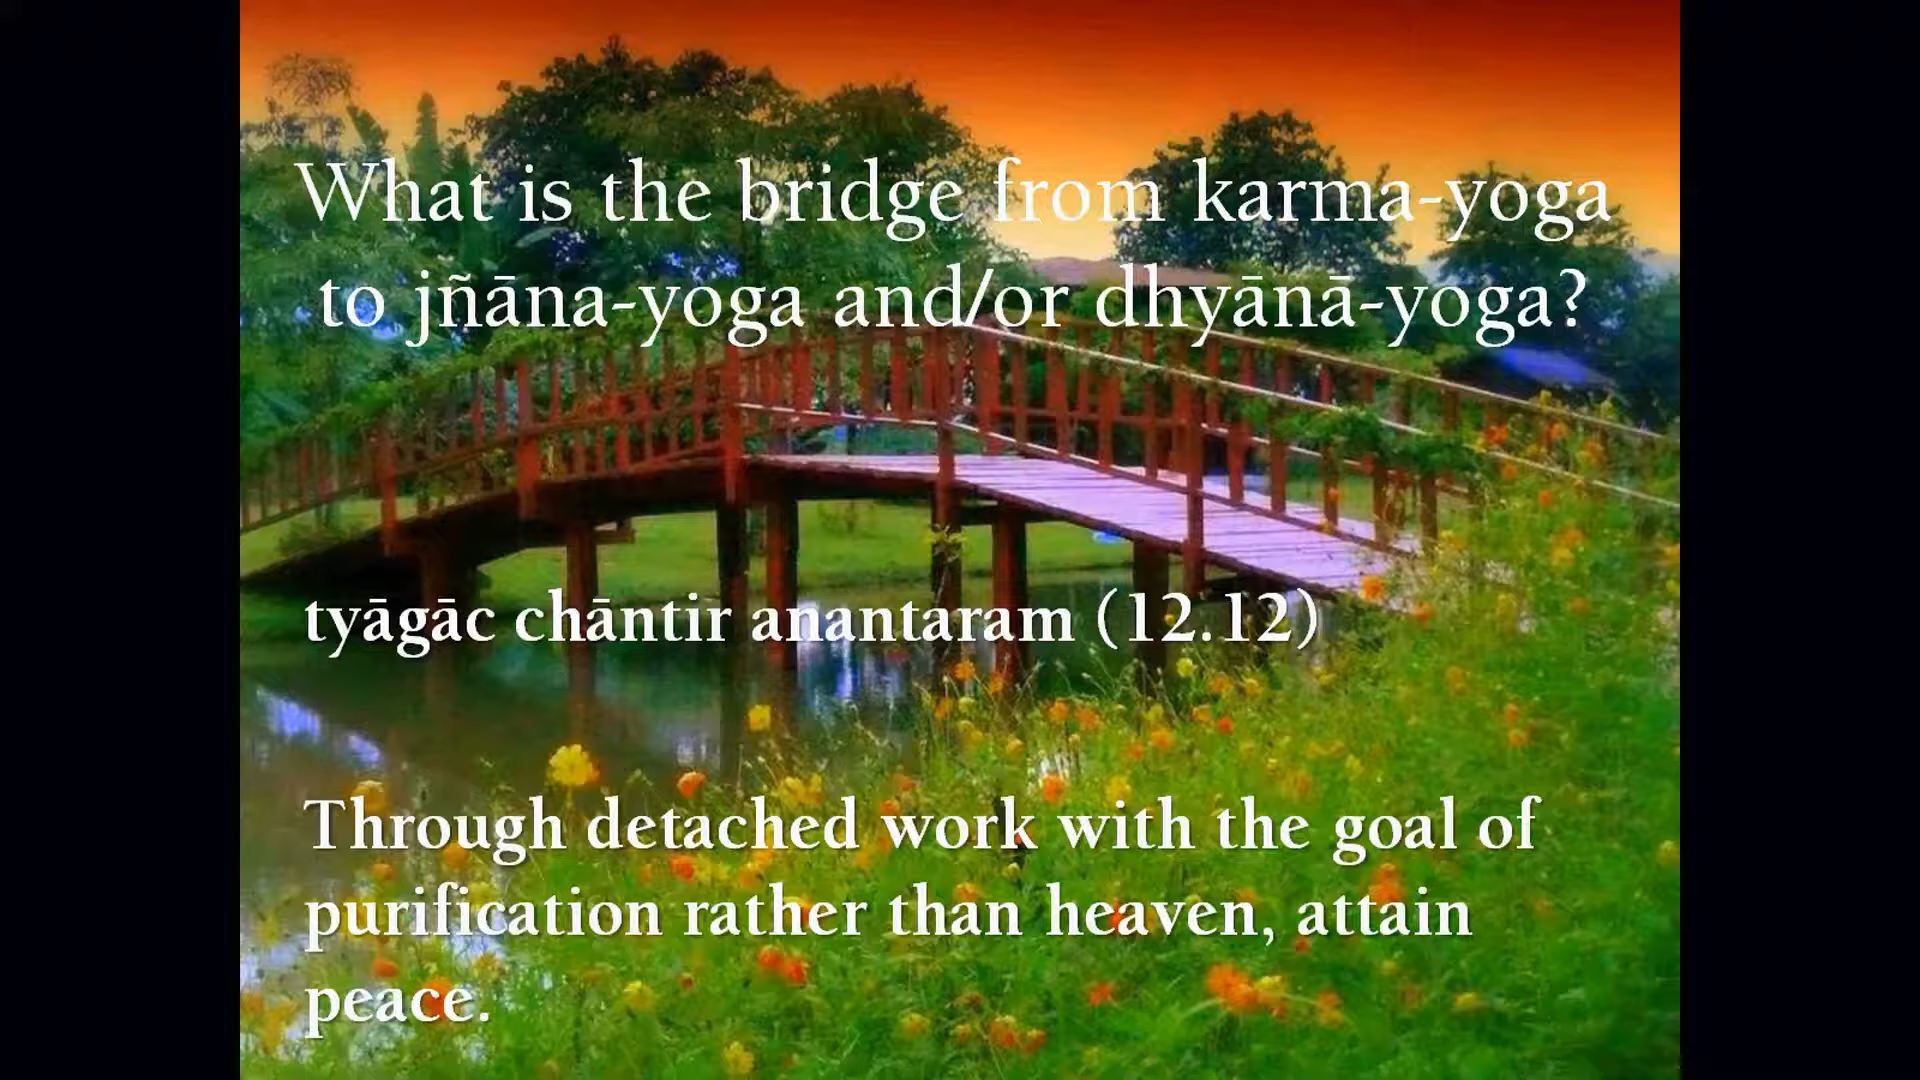 What is the bridge from karma-yoga
to jñāna-yoga and/or dhyānā-yoga?
tyāgāc chāntir anantaram (12.12)
Through detached work with the goal of
purification rather than heaven, attain
peace.